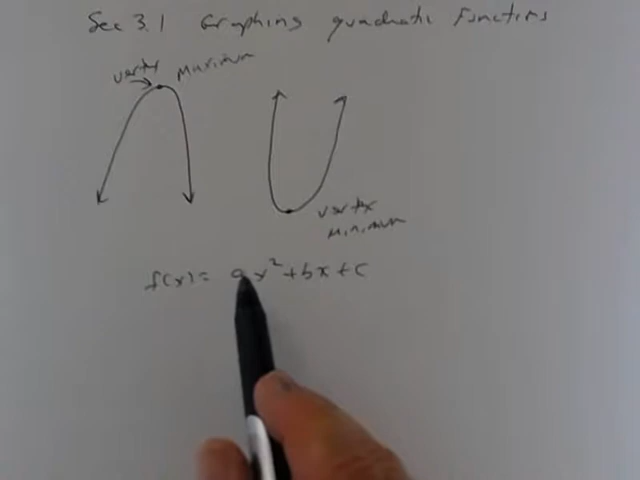 Sec 3.1 Graphing quadratic Functions
vertex maximum
vertex
minimum
f(x) = ax² + bx + c